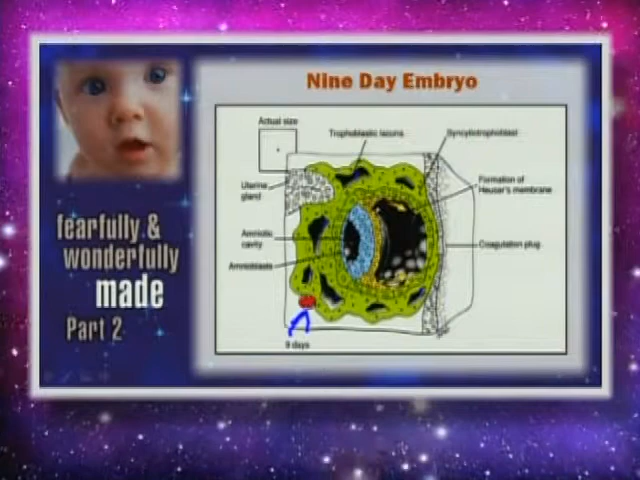 Nine Day Embryo
fearfully &
wonderfully
made
Part 2
Actual size
Trophoblastic lacuna
Syncytiotrophoblast
Formation of
Heuser's membrane
Uterine
gland
Amniotic
cavity
Coagulation plug
Amnioblasts
9 days